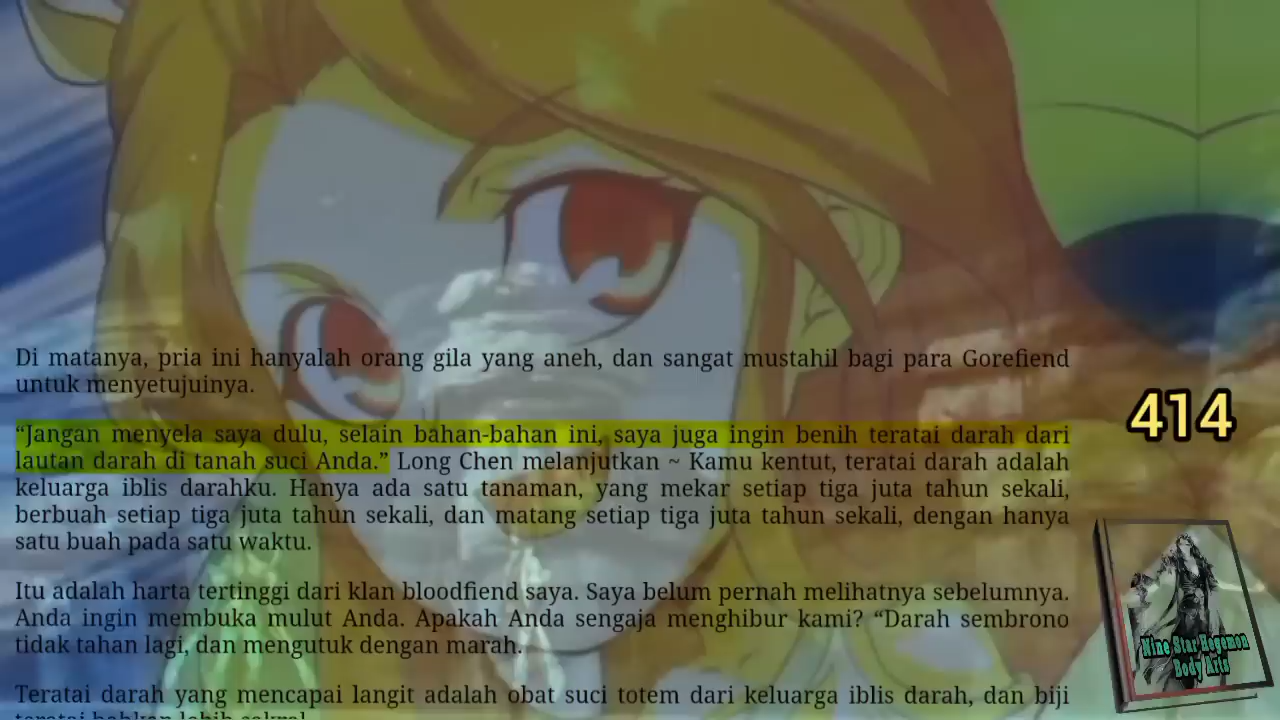 Di matanya, pria ini hanyalah orang gila yang aneh, dan sangat mustahil bagi para Gorefiend
untuk menyetujuinya.
“Jangan menyela saya dulu, selain bahan-bahan ini, saya juga ingin benih teratai darah dari
lautan darah di tanah suci Anda.” Long Chen melanjutkan ~ Kamu kentut, teratai darah adalah
keluarga iblis darahku. Hanya ada satu tanaman, yang mekar setiap tiga juta tahun sekali,
berbuah setiap tiga juta tahun sekali, dan matang setiap tiga juta tahun sekali, dengan hanya
satu buah pada satu waktu.
Itu adalah harta tertinggi dari klan bloodfiend saya. Saya belum pernah melihatnya sebelumnya.
Anda ingin membuka mulut Anda. Apakah Anda sengaja menghibur kami? “Darah sembrono
tidak tahan lagi, dan mengutuk dengan marah.
Teratai darah yang mencapai langit adalah obat suci totem dari keluarga iblis darah, dan biji
teratai bahkan lebih sakral.
414
Nine Star Hegemon
Body Arts